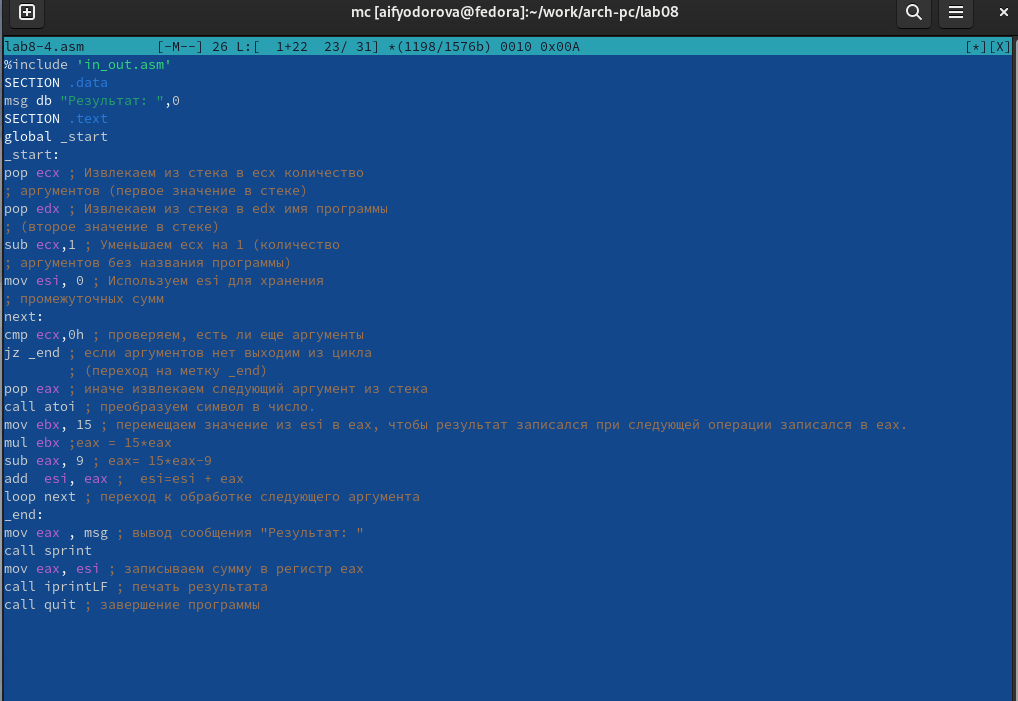 mc [aifyodorova@fedora]:~/work/arch-pc/lab08
lab8-4.asm [-M--] 26 L:[ 1+22 23/ 31] *(1198/1576b) 0010 0x00A [*][X]
%include 'in_out.asm'
SECTION .data
msg db "Результат: ",0
SECTION .text
global _start
_start:
pop ecx ; Извлекаем из стека в ecx количество
; аргументов (первое значение в стеке)
pop edx ; Извлекаем из стека в edx имя программы
; (второе значение в стеке)
sub ecx,1 ; Уменьшаем ecx на 1 (количество
; аргументов без названия программы)
mov esi, 0 ; Используем esi для хранения
; промежуточных сумм
next:
cmp ecx,0h ; проверяем, есть ли еще аргументы
jz _end ; если аргументов нет выходим из цикла
; (переход на метку _end)
pop eax ; иначе извлекаем следующий аргумент из стека
call atoi ; преобразуем символ в число.
mov ebx, 15 ; перемещаем значение из esi в eax, чтобы результат записался при следующей операции записался в eax.
mul ebx ;eax = 15*eax
sub eax, 9 ; eax= 15*eax-9
add  esi, eax ;  esi=esi + eax
loop next ; переход к обработке следующего аргумента
_end:
mov eax , msg ; вывод сообщения "Результат: "
call sprint
mov eax, esi ; записываем сумму в регистр eax
call iprintLF ; печать результата
call quit ; завершение программы